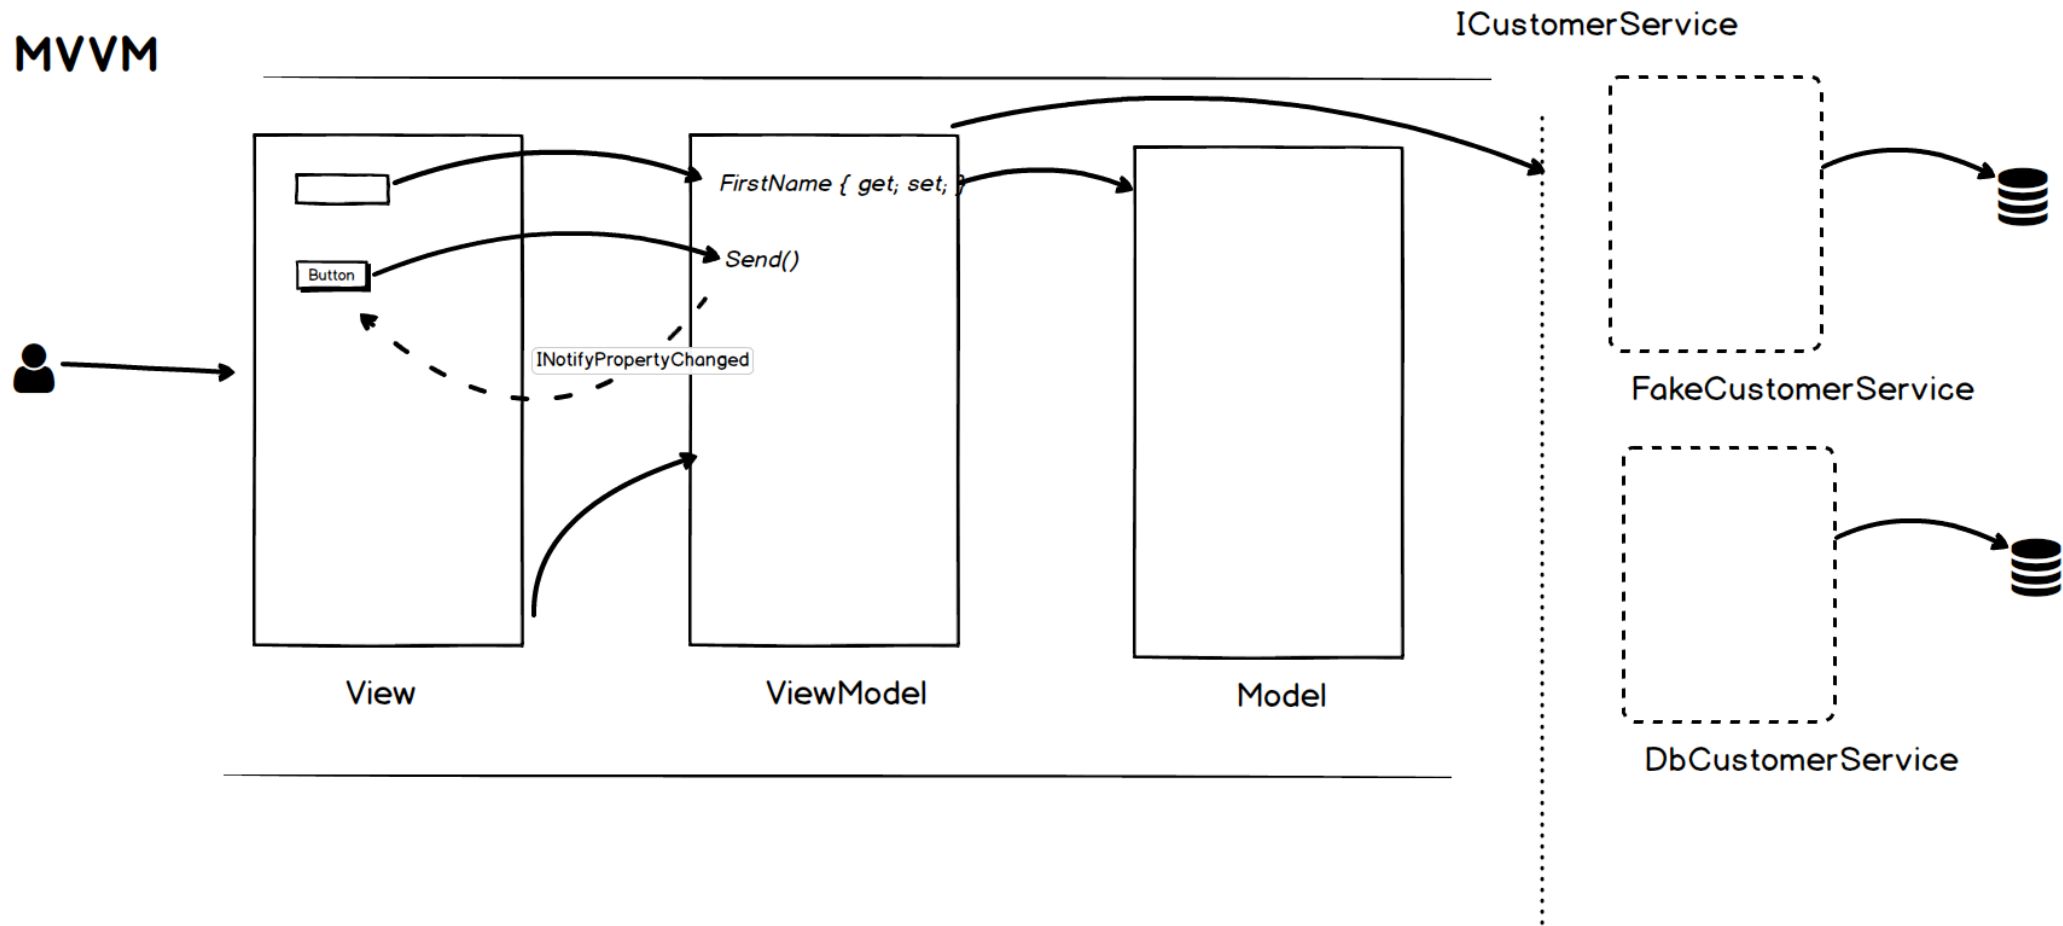 ICustomerService
MVVM
FirstName { get; set; }
Send()
Button
INotifyPropertyChanged
FakeCustomerService
View
ViewModel
Model
DbCustomerService